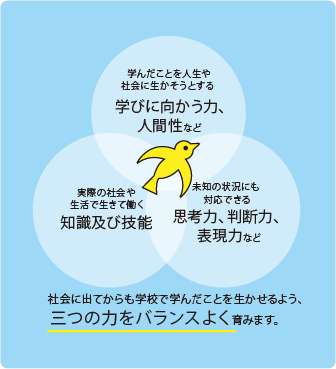 学んだことを人生や
社会に生かそうとする
学びに向かう力、
人間性など
実際の社会や
生活で生きて働く
知識及び技能
未知の状況にも
対応できる
思考力、判断力、
表現力など
社会に出てからも学校で学んだことを生かせるよう、
三つの力をバランスよく育みます。